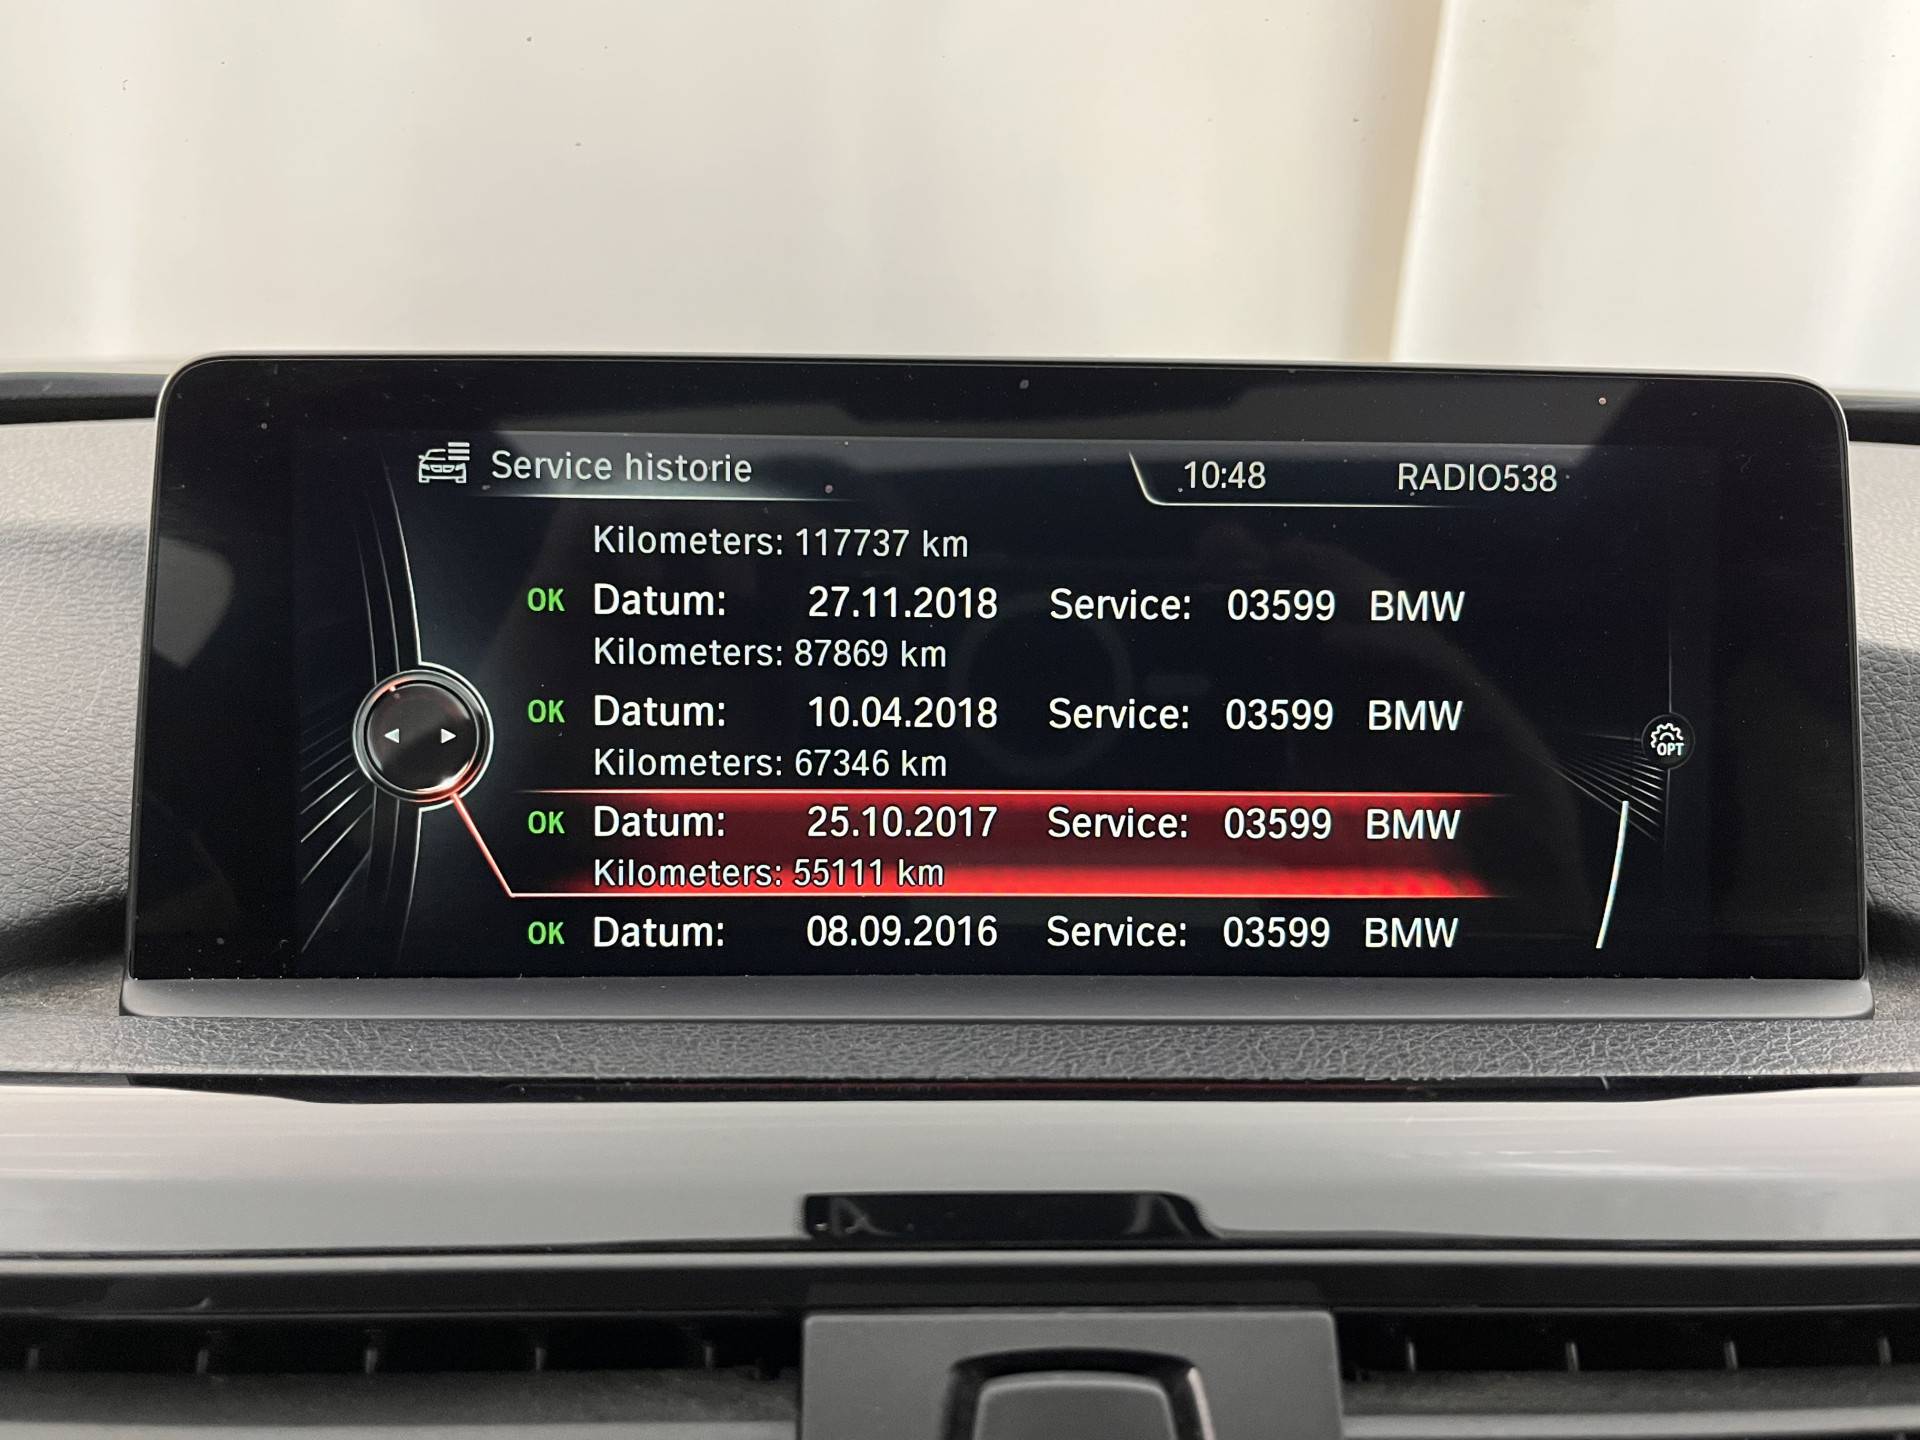 Service historie 10:48 RADIO538
Kilometers: 117737 km
OK Datum: 27.11.2018 Service: 03599 BMW
Kilometers: 87869 km
OK Datum: 10.04.2018 Service: 03599 BMW
Kilometers: 67346 km
OK Datum: 25.10.2017 Service: 03599 BMW
Kilometers: 55111 km
OPT
OK Datum: 08.09.2016 Service: 03599 BMW